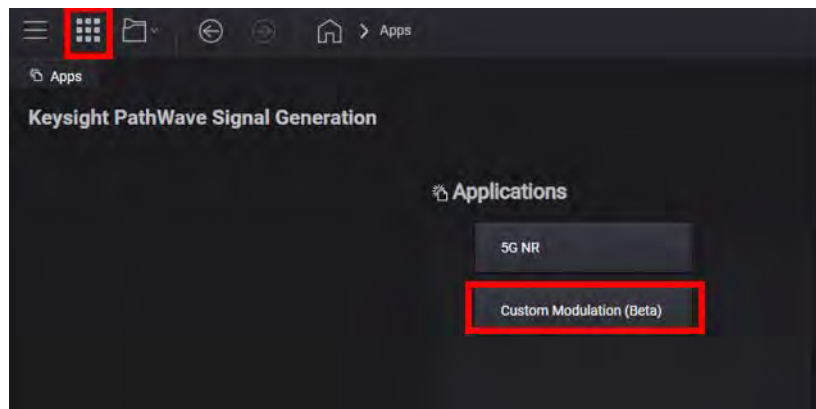 Apps
Apps
Keysight PathWave Signal Generation
Applications
5G NR
Custom Modulation (Beta)